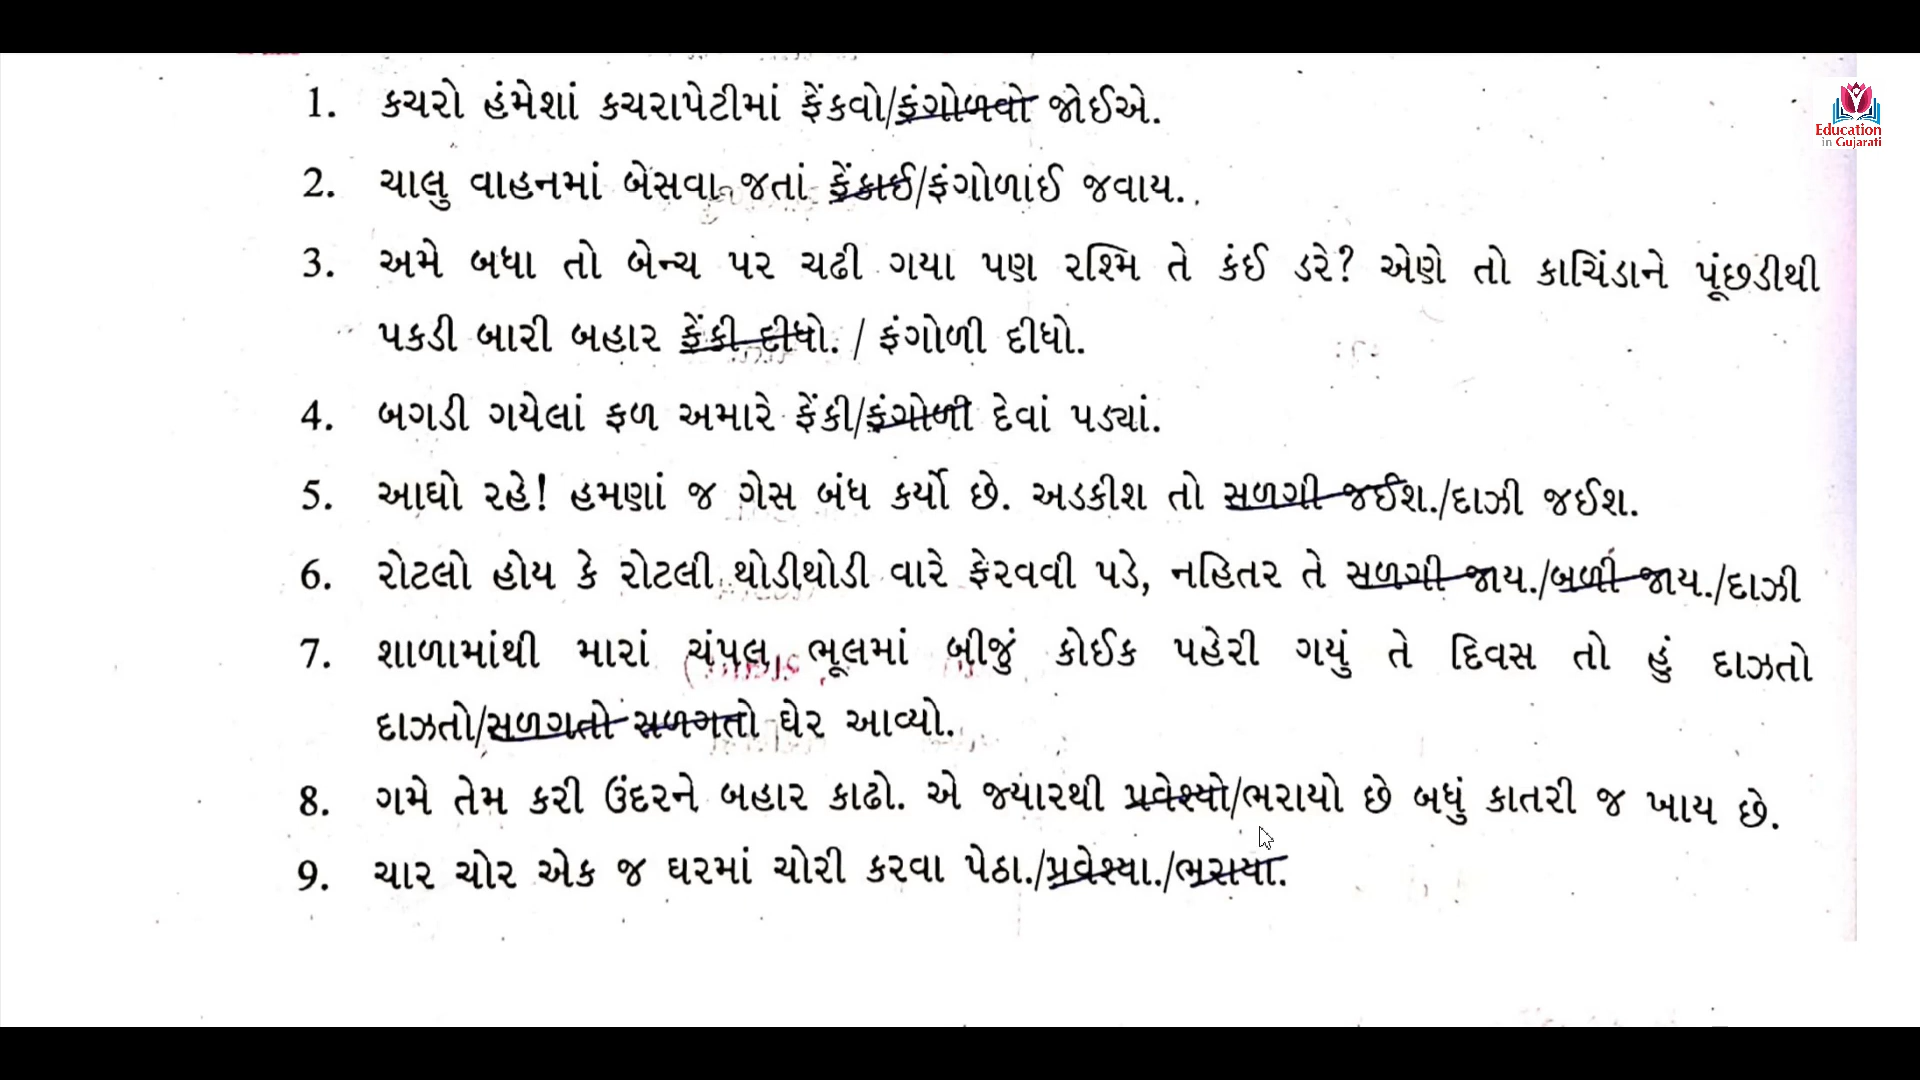 1. કચરો હંમેશાં કચરાપેટીમાં ફેંકવો/ફંગોળવો જોઈએ.
Education
in Gujarati
2. ચાલુ વાહનમાં બેસવા જતાં ફેંકાઈ/ફંગોળાંઈ જવાય.
3. અમે બધા તો બેન્ચ પર ચઢી ગયા પણ રશ્મિ તે કંઈ ડરે? એણે તો કાચિંડાને પૂંછડીથી
પકડી બારી બહાર ફેંકી દીધો. / ફંગોળી દીધો.
4. બગડી ગયેલાં ફળ અમારે ફેંકી/ફંગોળી દેવાં પડ્યાં.
5. આઘો રહે! હમણાં જ ગેસ બંધ કર્યો છે. અડકીશ તો સળગી જઈશ./દાઝી જઈશ.
6. રોટલો હોય કે રોટલી થોડીથોડી વારે ફેરવવી પડે, નહિતર તે સળગી જાય./બળી જાય./દાઝી
7. શાળામાંથી મારાં ચંપલ ભૂલમાં બીજું કોઈક પહેરી ગયું તે દિવસ તો હું દાઝતો
દાઝતો/સળગતો સળગતો ઘેર આવ્યો.
8. ગમે તેમ કરી ઉંદરને બહાર કાઢો. એ જ્યારથી પ્રવેશ્યો/ભરાયો છે બધું કાતરી જ ખાય છે.
9. ચાર ચોર એક જ ઘરમાં ચોરી કરવા પેઠા./પ્રવેશ્યા./ભરાયા.